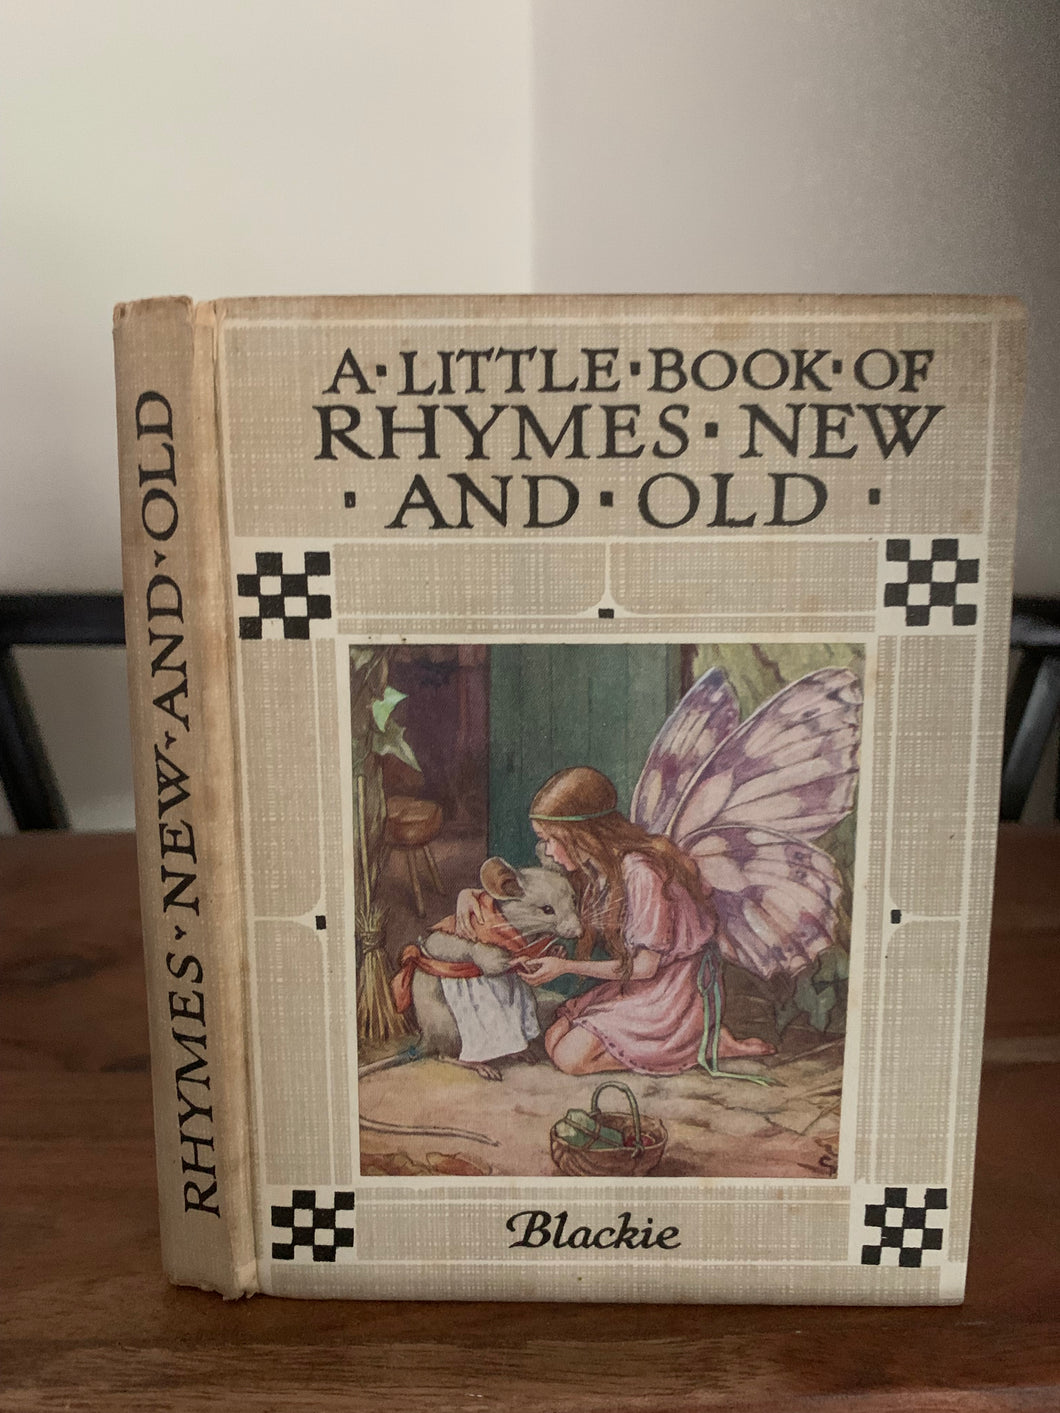 RHYMES·NEW·AND·OLD
A·LITTLE·BOOK·OF
RHYMES·NEW
·AND·OLD·
Blackie